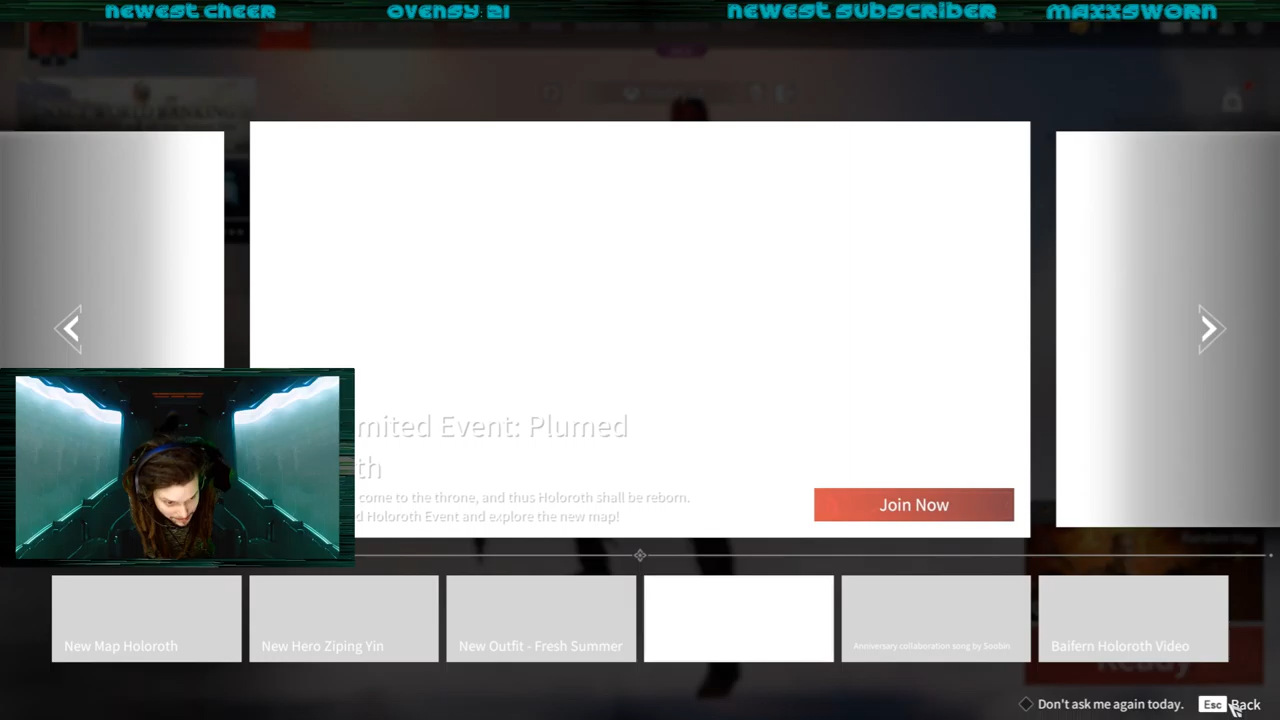 NEWEST CHEER OVENSY 21 NEWEST SUBSCRIBER MAXXSWORN
mited Event: Plumed
th
come to the throne, and thus Holoroth shall be reborn.
d Holoroth Event and explore the new map!
Join Now
New Map Holoroth
New Hero Ziping Yin
New Outfit - Fresh Summer
Anniversary collaboration song by Soobin
Baifern Holoroth Video
Ready
Don't ask me again today.
Esc Back